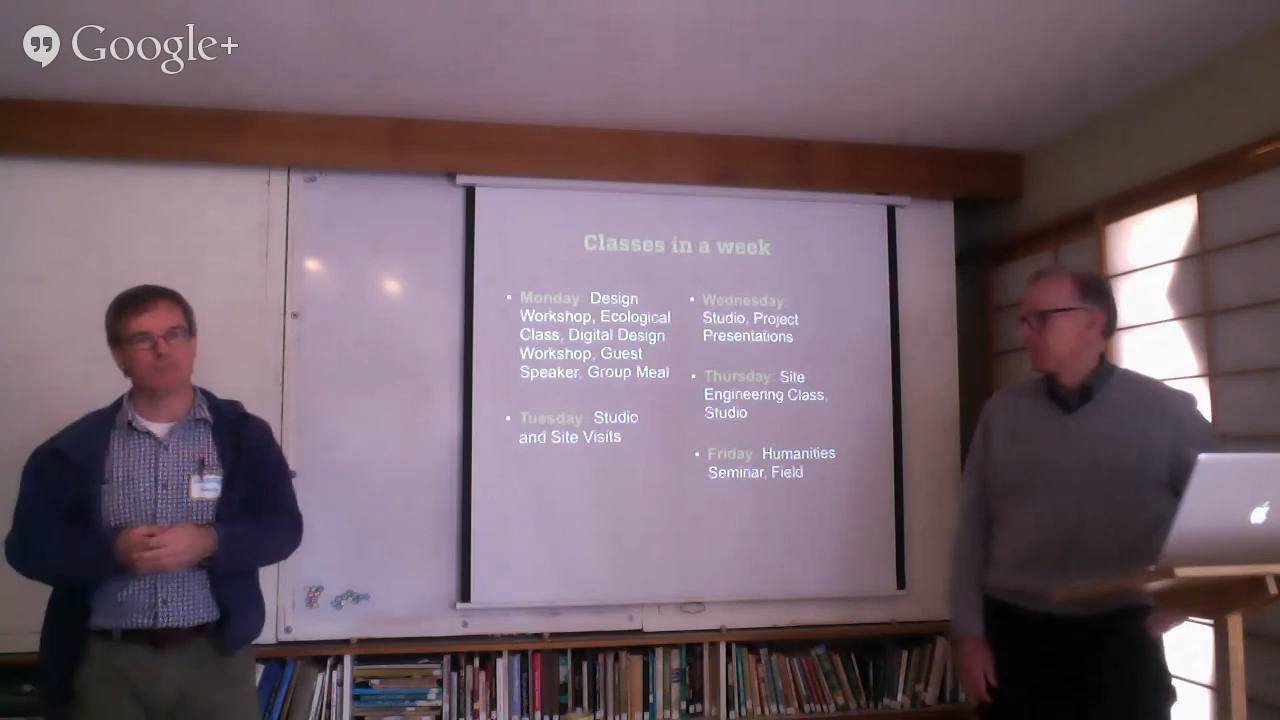 Google+
Classes in a week
• Monday: Design
Workshop, Ecological
Class, Digital Design
Workshop, Guest
Speaker, Group Meal
• Tuesday: Studio
and Site Visits
• Wednesday:
Studio, Project
Presentations
• Thursday: Site
Engineering Class,
Studio
• Friday: Humanities
Seminar, Field